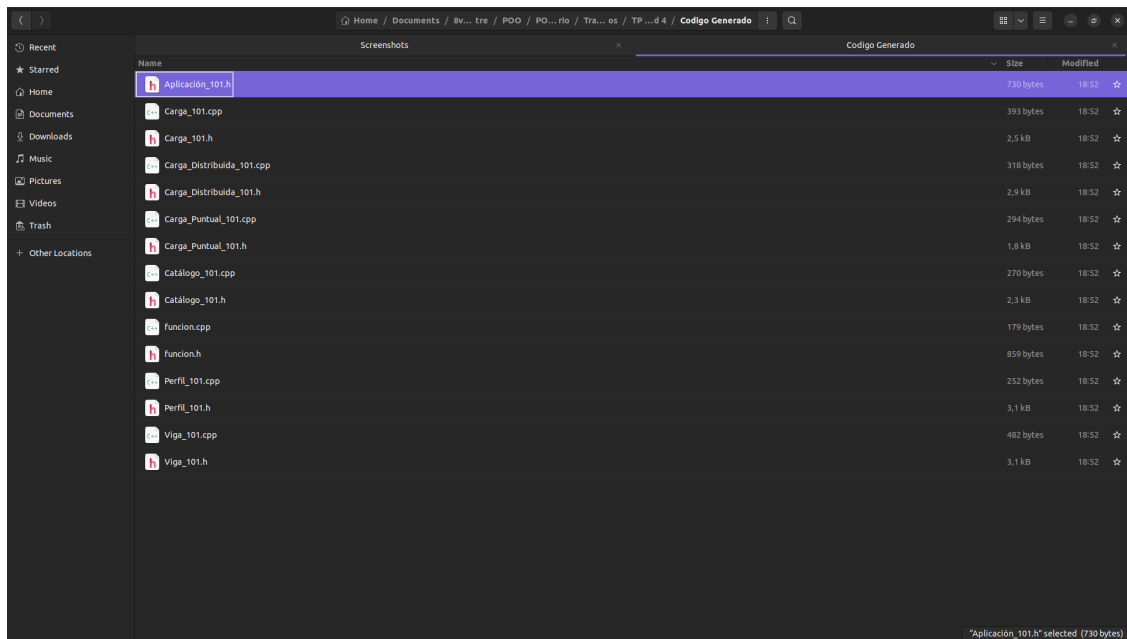 Home / Documents / 8v... tre / POO / PO...rio / Tra... os / TP ...d 4 / Codigo Generado
Recent
Starred
Home
Documents
Downloads
Music
Pictures
Videos
Trash
+ Other Locations
Screenshots
Codigo Generado
Name Size Modified
h Aplicación_101.h 730 bytes 18:52
C++ Carga_101.cpp 393 bytes 18:52
h Carga_101.h 2,5 kB 18:52
C++ Carga_Distribuida_101.cpp 318 bytes 18:52
h Carga_Distribuida_101.h 2,9 kB 18:52
C++ Carga_Puntual_101.cpp 294 bytes 18:52
h Carga_Puntual_101.h 1,8 kB 18:52
C++ Catálogo_101.cpp 270 bytes 18:52
h Catálogo_101.h 2,3 kB 18:52
C++ funcion.cpp 179 bytes 18:52
h funcion.h 859 bytes 18:52
C++ Perfil_101.cpp 252 bytes 18:52
h Perfil_101.h 3,1 kB 18:52
C++ Viga_101.cpp 482 bytes 18:52
h Viga_101.h 3,1 kB 18:52
"Aplicación_101.h" selected (730 bytes)